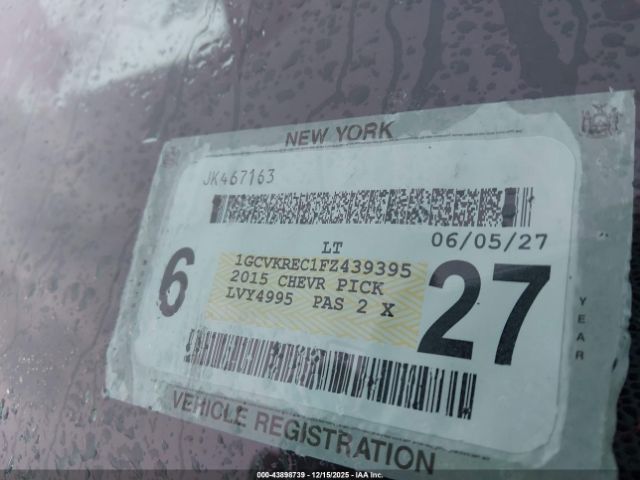 NEW YORK
JK467163
06/05/27
LT
1GCVKREC1FZ439395
2015 CHEVR PICK
LVY4995 PAS 2 X
6
27
YEAR
VEHICLE REGISTRATION
000-43898739 - 12/15/2025 - IAA Inc.